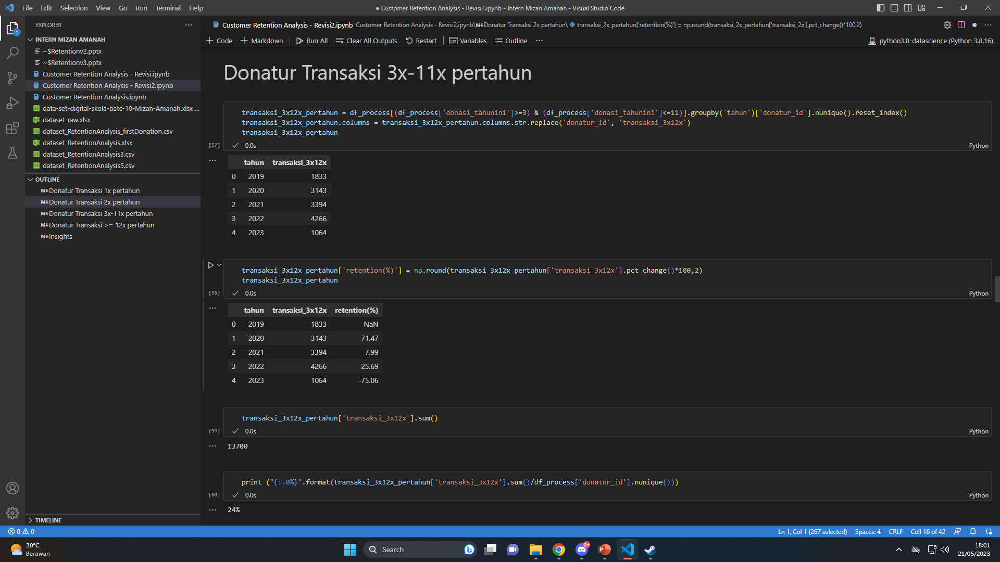 File Edit Selection View Go Run Terminal Help
● Customer Retention Analysis - Revisi2.ipynb - Intern Mizan Amanah - Visual Studio Code
EXPLORER
INTERN MIZAN AMANAH
~$Retentionv2.pptx
~$Retentionv3.pptx
Customer Retention Analysis - Revisi.ipynb
Customer Retention Analysis - Revisi2.ipynb
Customer Retention Analysis.ipynb
data-set-digital-skola-batc-10-Mizan-Amanah.xlsx ...
dataset_raw.xlsx
dataset_RetentionAnalysis_firstDonation.csv
dataset_RetentionAnalysis.xlsx
dataset_RetentionAnalysis3.csv
dataset_RetentionAnalysis5.csv
OUTLINE
M↓Donatur Transaksi 1x pertahun
M↓Donatur Transaksi 2x pertahun
M↓Donatur Transaksi 3x-11x pertahun
M↓Donatur Transaksi >= 12x pertahun
M↓Insights
TIMELINE
1
Customer Retention Analysis - Revisi2.ipynb Customer Retention Analysis - Revisi2.ipynb\M↓Donatur Transaksi 2x pertahun\ transaksi_2x_pertahun['retention(%)'] = np.round(transaksi_2x_pertahun['transaksi_2x'].pct_change()*100,2)
+ Code + Markdown Run All Clear All Outputs Restart Variables Outline ...
python3.8-datascience (Python 3.8.16)
Donatur Transaksi 3x-11x pertahun
transaksi_3x12x_pertahun = df_process[(df_process['donasi_tahunini']>=3) & (df_process['donasi_tahunini']<=11)].groupby('tahun')['donatur_id'].nunique().reset_index()
transaksi_3x12x_pertahun.columns = transaksi_3x12x_pertahun.columns.str.replace('donatur_id', 'transaksi_3x12x')
transaksi_3x12x_pertahun
[57] 0.0s Python
tahun transaksi_3x12x
0 2019 1833
1 2020 3143
2 2021 3394
3 2022 4266
4 2023 1064
transaksi_3x12x_pertahun['retention(%)'] = np.round(transaksi_3x12x_pertahun['transaksi_3x12x'].pct_change()*100,2)
transaksi_3x12x_pertahun
[58] 0.0s Python
tahun transaksi_3x12x retention(%)
0 2019 1833 NaN
1 2020 3143 71.47
2 2021 3394 7.99
3 2022 4266 25.69
4 2023 1064 -75.06
transaksi_3x12x_pertahun['transaksi_3x12x'].sum()
[59] 0.0s Python
13700
print ("{:.0%}".format(transaksi_3x12x_pertahun['transaksi_3x12x'].sum()/df_process['donatur_id'].nunique()))
[60] 0.0s Python
24%
0 0
Ln 1, Col 1 (267 selected) Spaces: 4 CRLF Cell 16 of 42
30°C
Berawan
Search
9+
18:01
21/05/2023